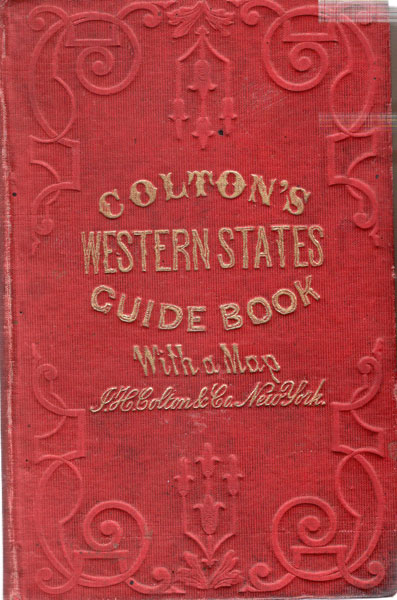 COLTON'S
WESTERN STATES
GUIDE BOOK
With a Map
J.H. Colton & Co. New York.